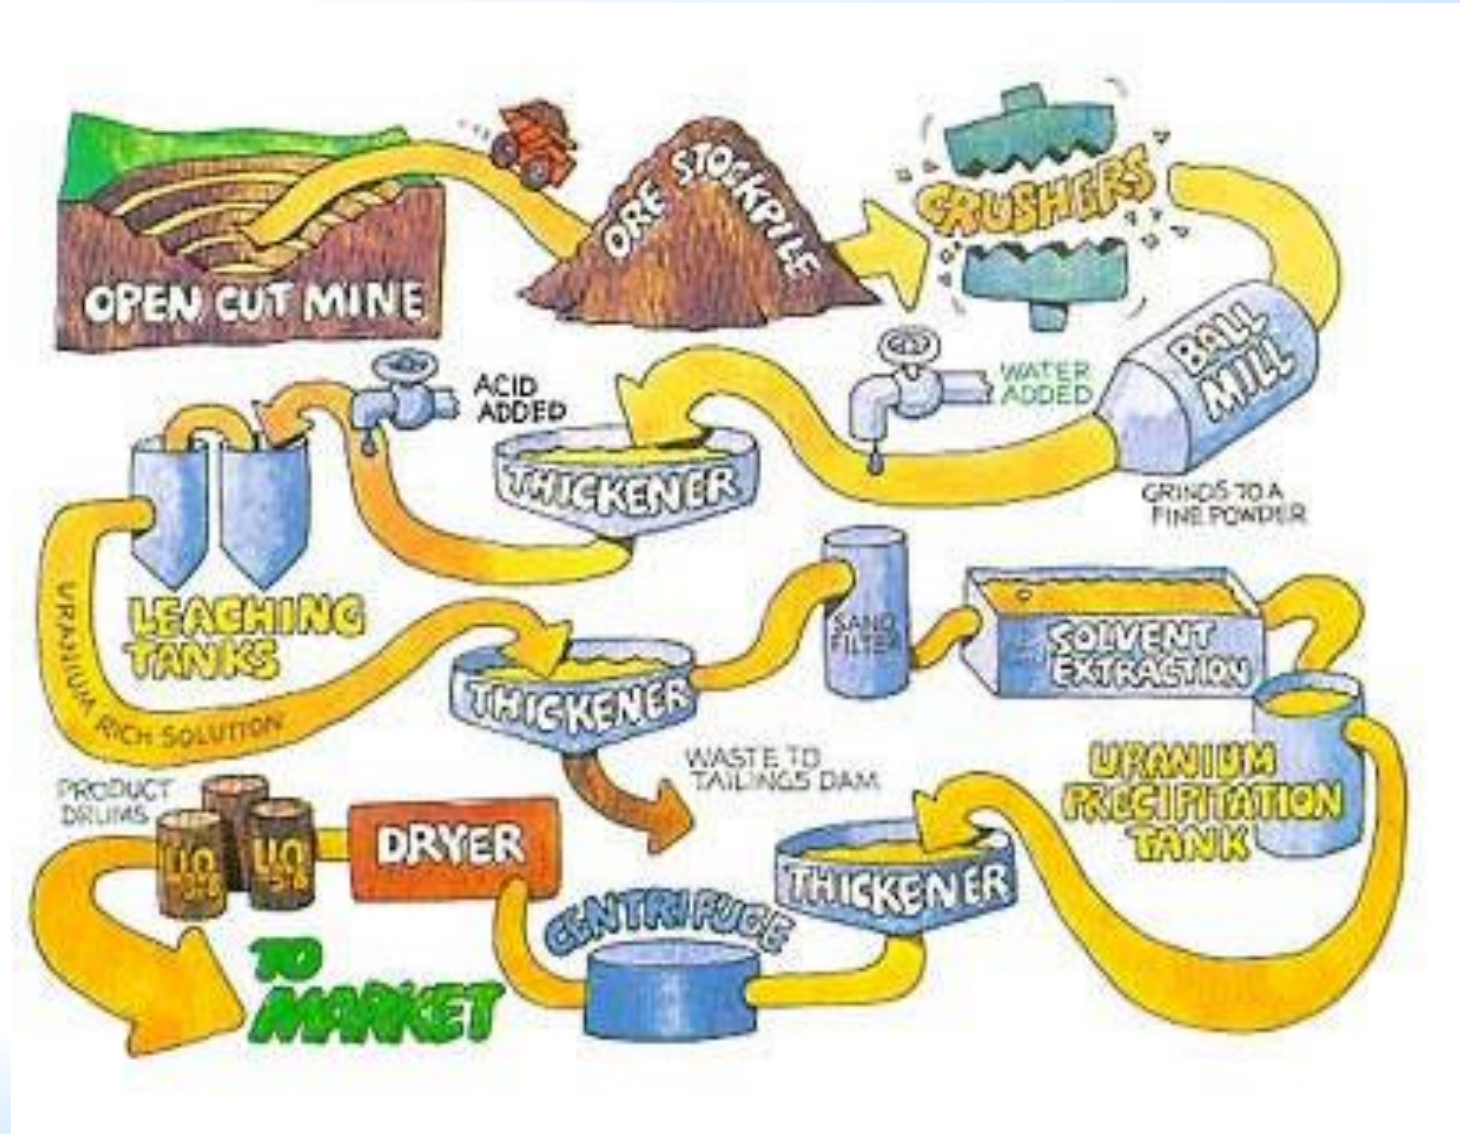 OPEN CUT MINE
ORE STOCKPILE
CRUSHERS
BALL
MILL
GRINDS TO A
FINE POWDER
WATER
ADDED
THICKENER
ACID
ADDED
LEACHING
TANKS
URANIUM RICH SOLUTION
THICKENER
WASTE TO
TAILINGS DAM
SAND
FILTER
SOLVENT
EXTRACTION
URANIUM
PRECIPITATION
TANK
THICKENER
CENTRIFUGE
DRYER
PRODUCT
DRUMS
TO
MARKET